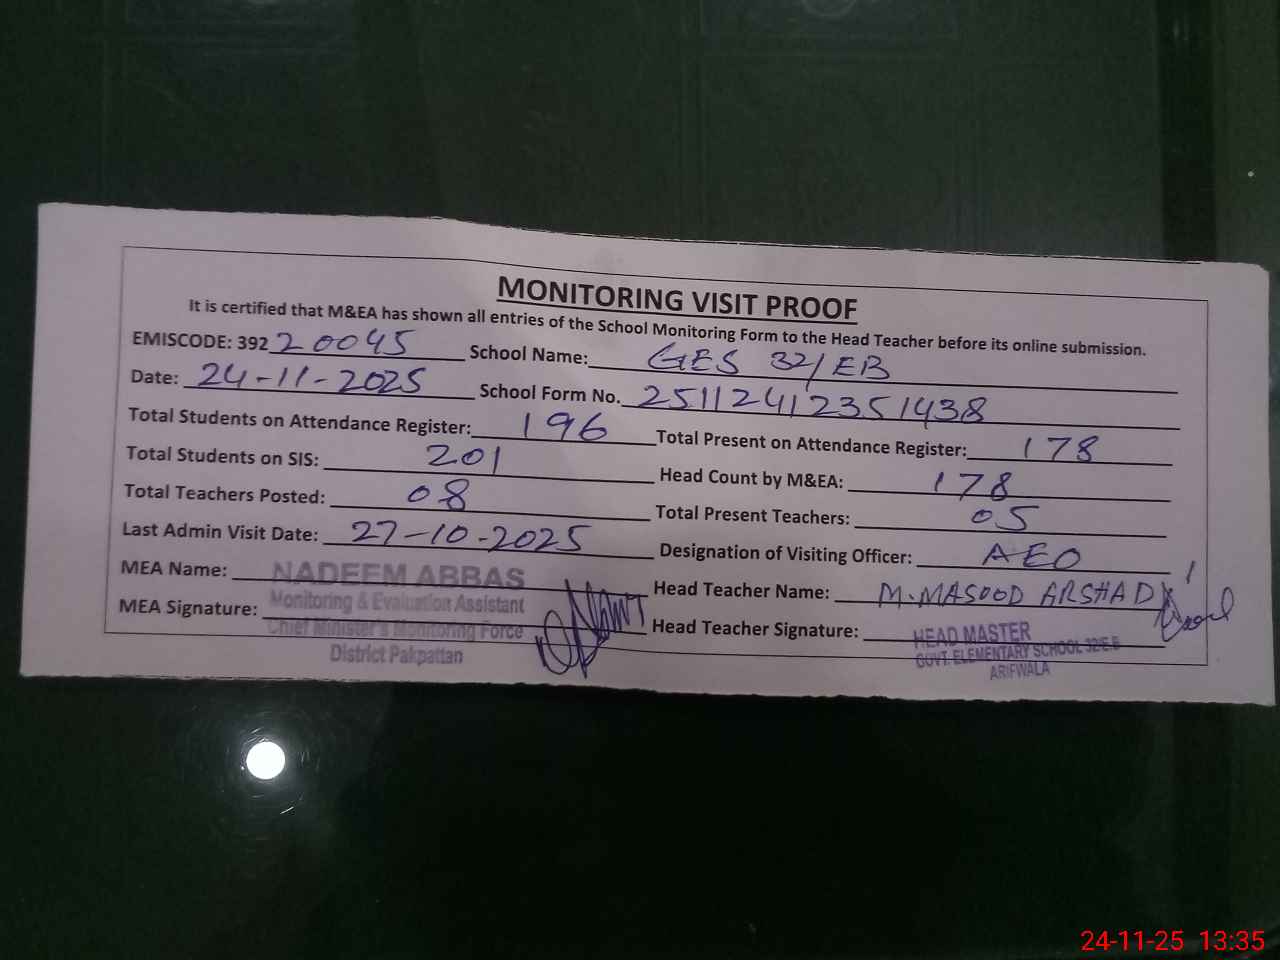 MONITORING VISIT PROOF
It is certified that M&EA has shown all entries of the School Monitoring Form to the Head Teacher before its online submission.
EMISCODE: 39220045 School Name: GES 32/EB
Date: 24-11-2025 School Form No. 25112412351438
Total Students on Attendance Register: 196 Total Present on Attendance Register: 178
Total Students on SIS: 201 Head Count by M&EA: 178
Total Teachers Posted: 08 Total Present Teachers: 05
Last Admin Visit Date: 27-10-2025 Designation of Visiting Officer: AEO
MEA Name: NADEEM ABBAS Head Teacher Name: M. MASOOD ARSHAD
Monitoring & Evaluation Assistant
MEA Signature: Head Teacher Signature:
Chief Minister's Monitoring Force
District Pakpattan
HEAD MASTER
GOVT. ELEMENTARY SCHOOL 32/E.B
ARIFWALA
24-11-25 13:35